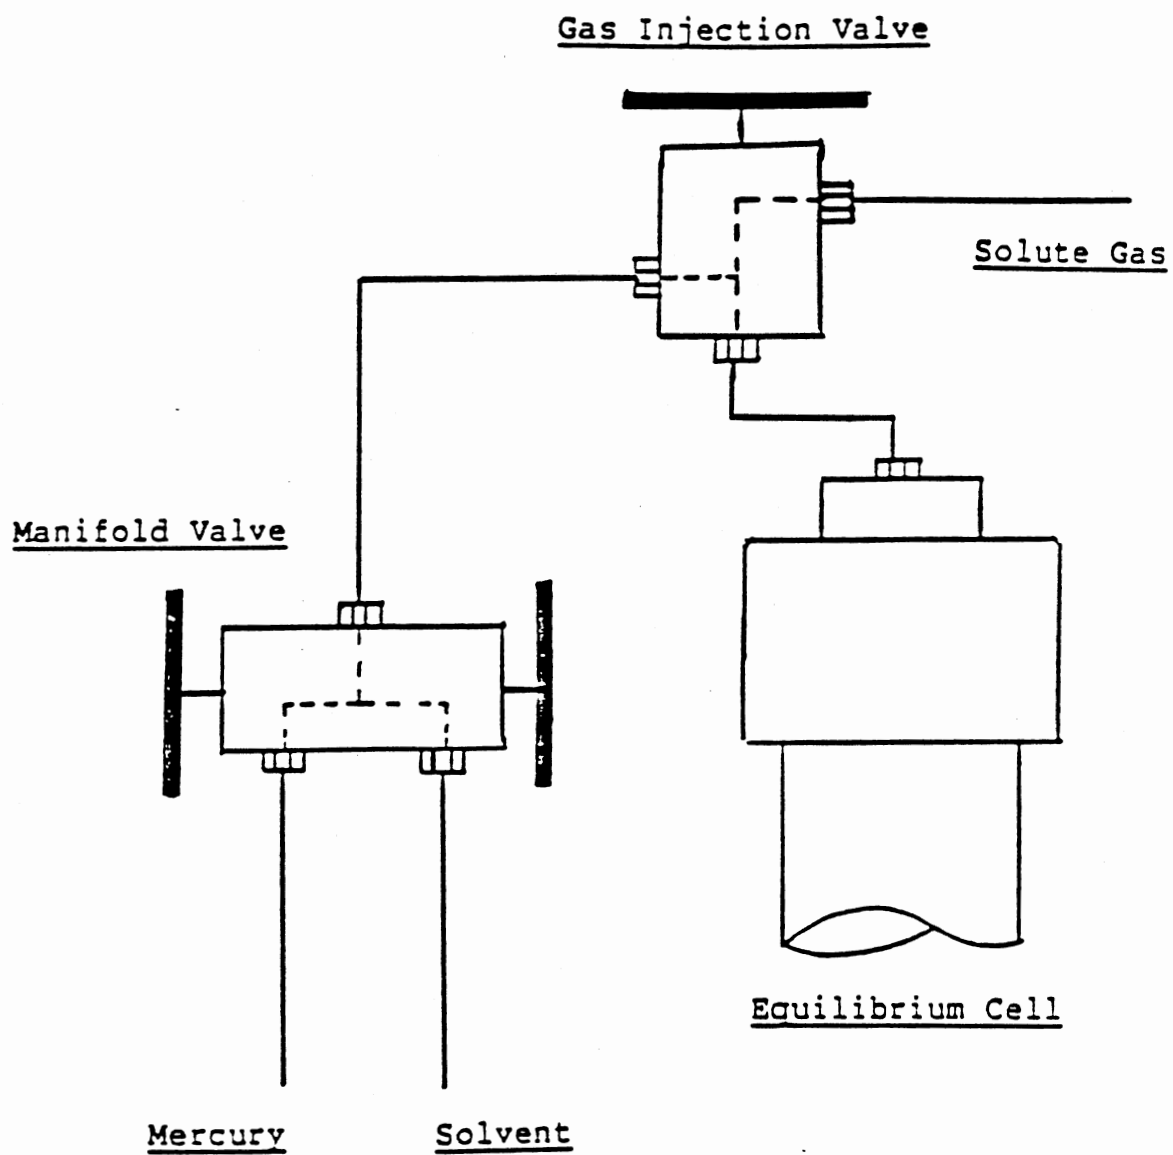 Gas Injection Valve
Solute Gas
Manifold Valve
Equilibrium Cell
Mercury
Solvent